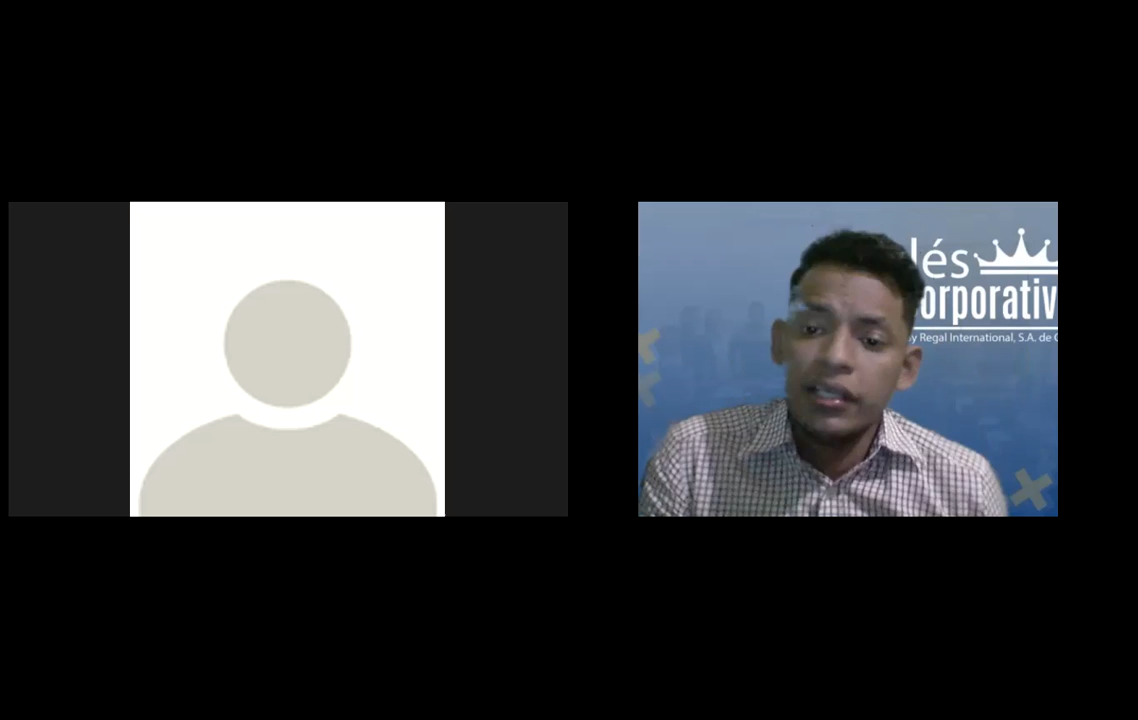 lés
orporativ
y Regal International, S.A. de C